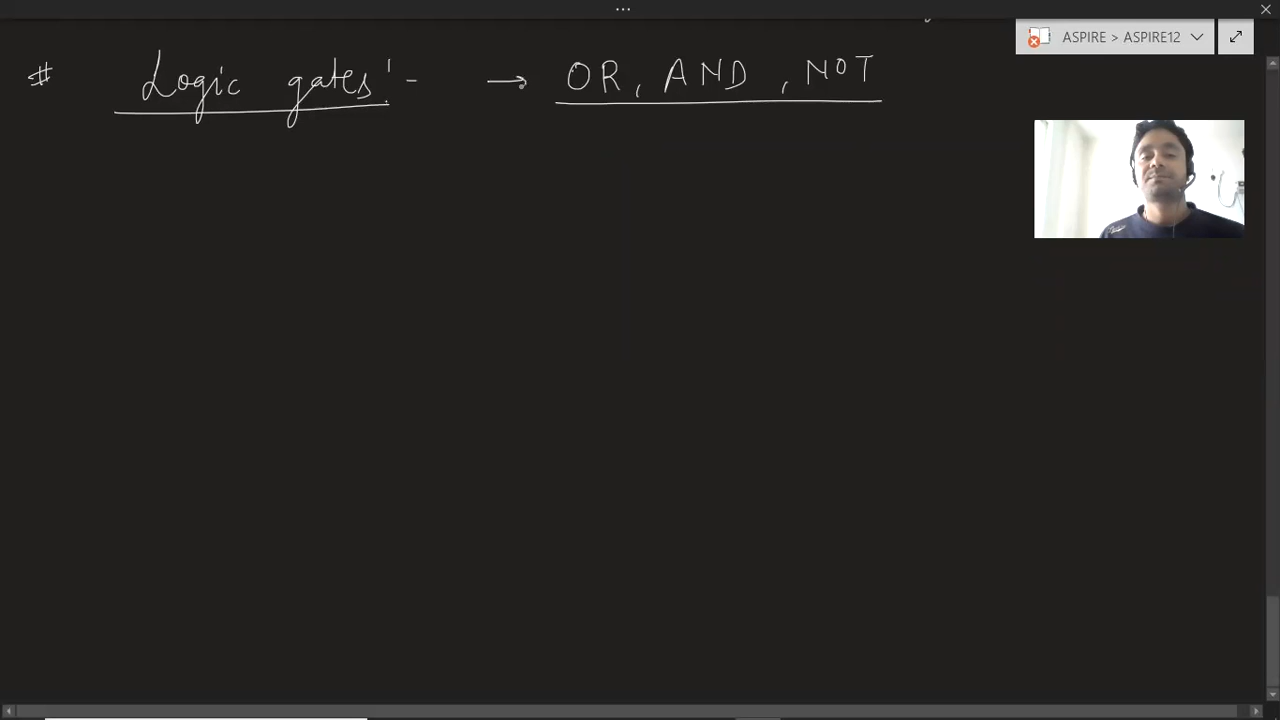 ASPIRE > ASPIRE12
# Logic gates:- → OR, AND, NOT